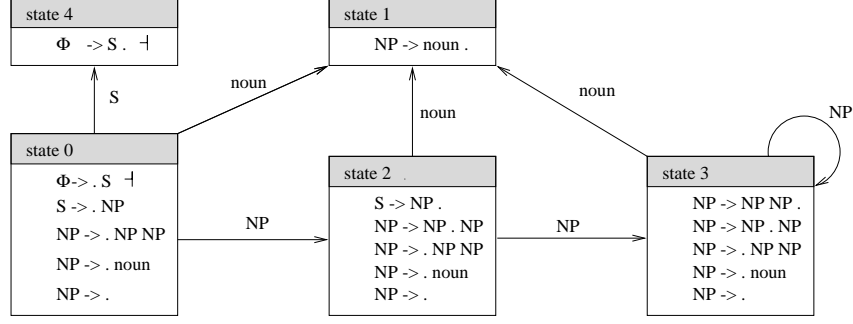 state 4
Φ -> S . ⊣
state 1
NP -> noun .
S
noun
noun
noun
NP
state 0
Φ-> . S ⊣
S -> . NP
NP -> . NP NP
NP -> . noun
NP -> .
NP
state 2
S -> NP .
NP -> NP . NP
NP -> . NP NP
NP -> . noun
NP -> .
NP
state 3
NP -> NP NP .
NP -> NP . NP
NP -> . NP NP
NP -> . noun
NP -> .